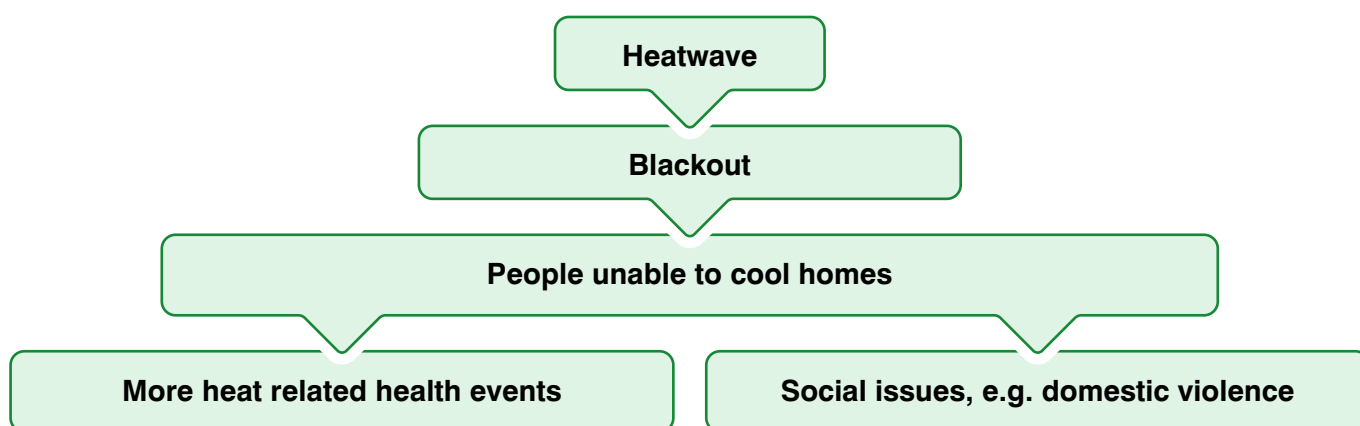 Heatwave
Blackout
People unable to cool homes
More heat related health events
Social issues, e.g. domestic violence